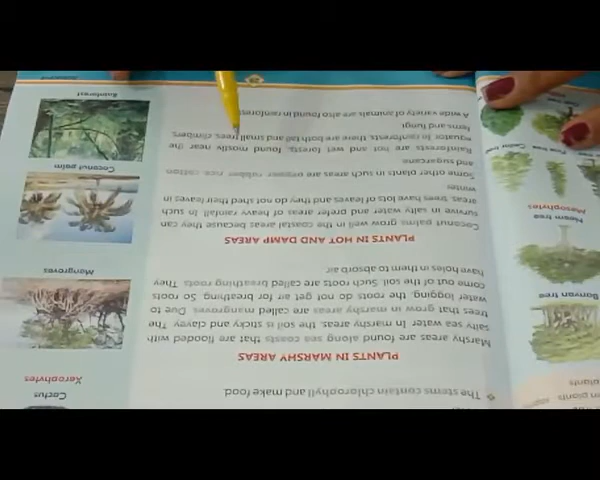 The stems contain chlorophyll and make food.
PLANTS IN MARSHY AREAS
Marshy areas are found along sea coasts that are flooded with
salty sea water. In marshy areas, the soil is sticky and clayey. The
trees that grow in marshy areas are called mangroves. Due to
water logging, the roots do not get air for breathing. So roots
come out of the soil. Such roots are called breathing roots. They
have holes in them to absorb air.
PLANTS IN HOT AND DAMP AREAS
Coconut palms grow well in the coastal areas because they can
survive in salty water and prefer areas of heavy rainfall. In such
areas, trees have lots of leaves and they do not shed their leaves in
winter.
Some other plants in such areas are pepper, rubber, rice, cotton
and sugarcane.
Rainforests are hot and wet forests, found mostly near the
equator. In rainforests, there are both tall and small trees, climbers,
ferns and fungi.
A wide variety of animals are also found in rainforests.
Cactus
Xerophytes
Mangroves
Coconut palm
Rainforest
plants
Banyan tree
Neem tree
Mesophytes